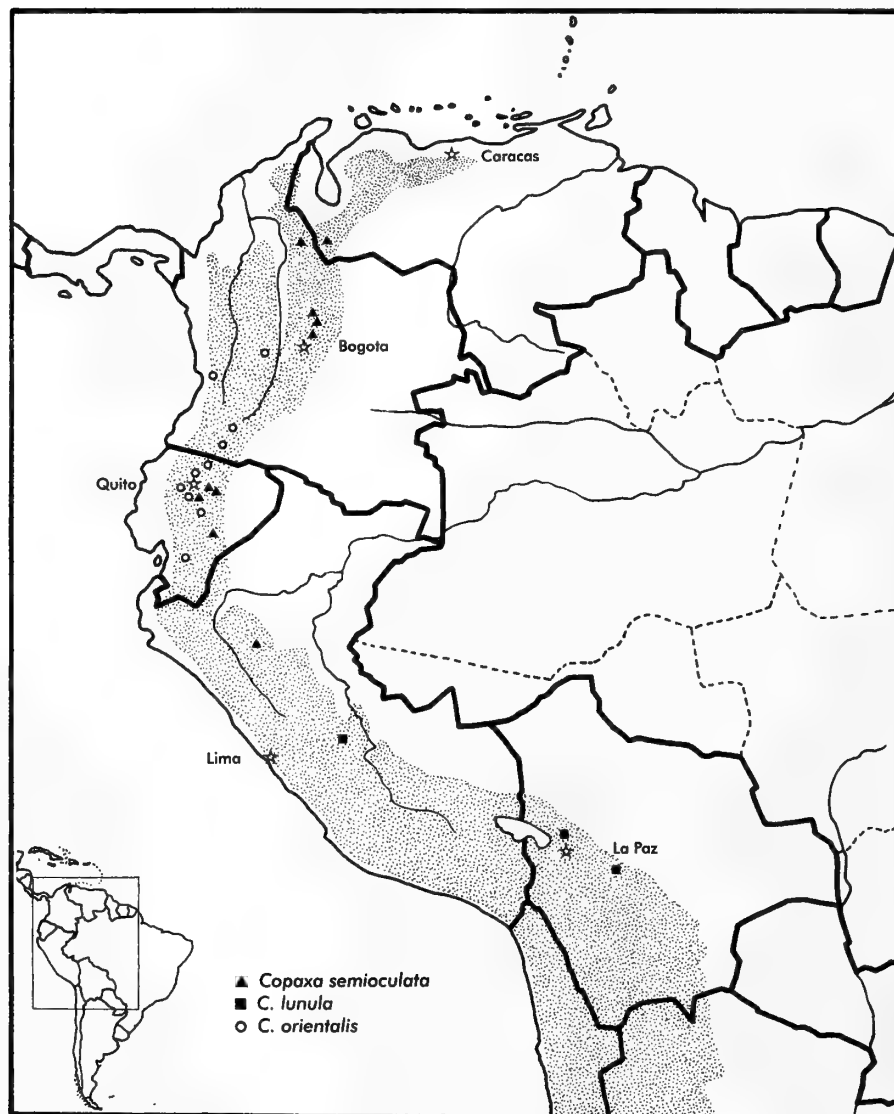 Caracas
Bogota
Quito
Lima
La Paz
Copaxa semioculata
C. lunula
C. orientalis